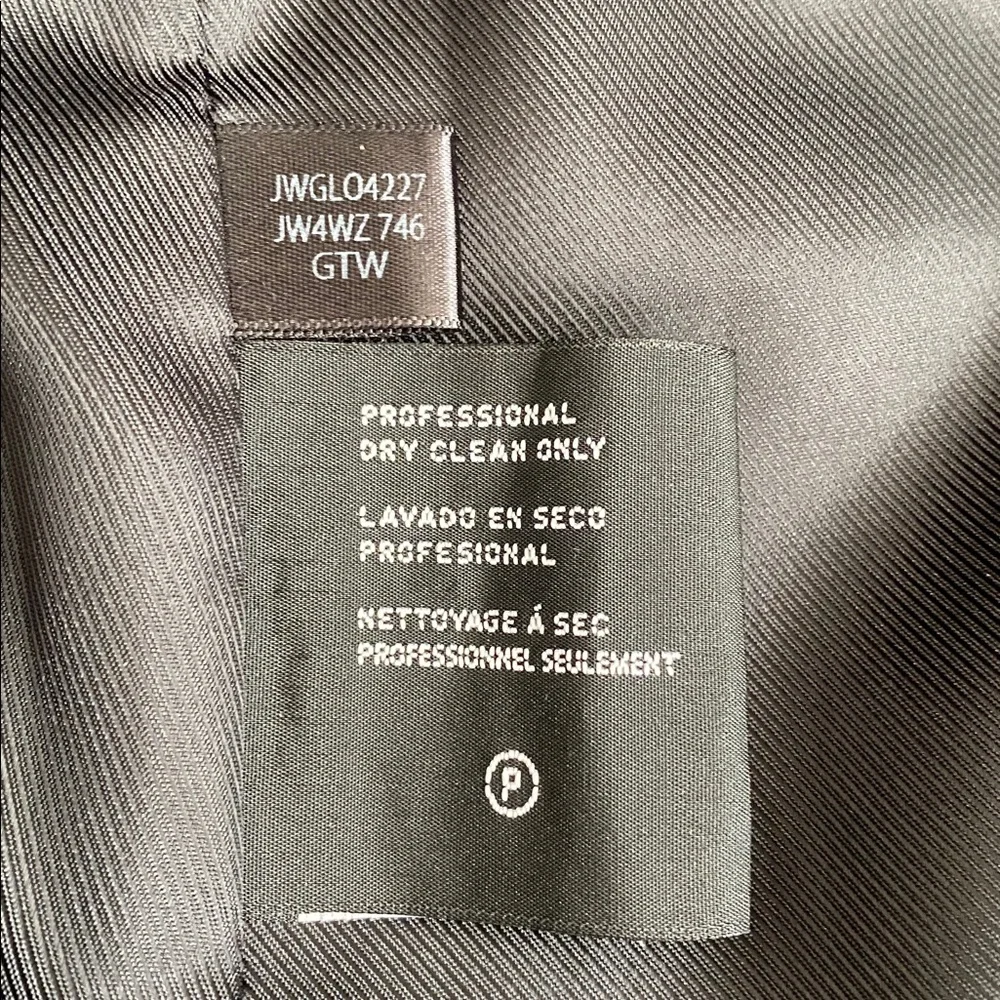 JWGL04227
JW4WZ 746
GTW
PROFESSIONAL
DRY CLEAN ONLY
LAVADO EN SECO
PROFESIONAL
NETTOYAGE Á SEC
PROFESSIONNEL SEULEMENT
P